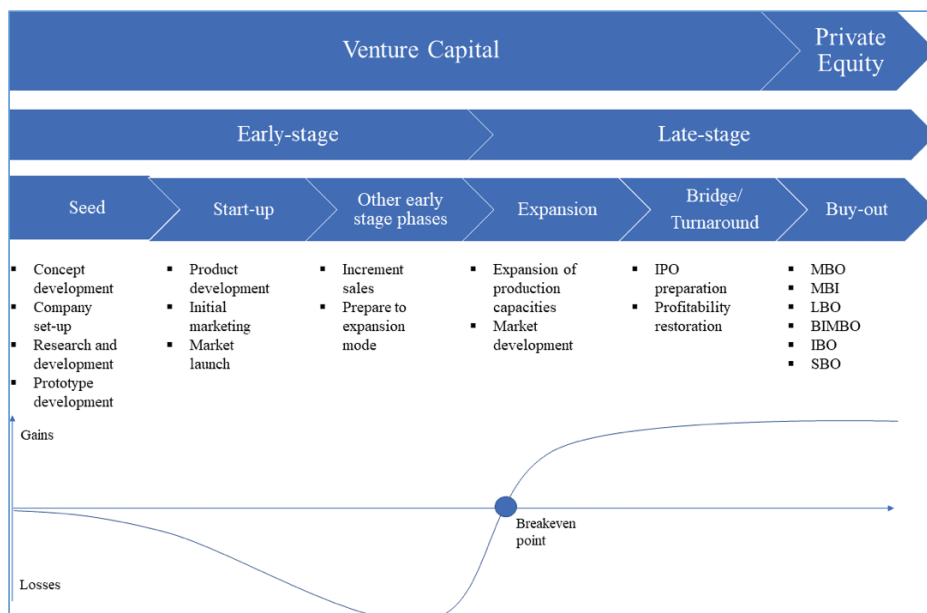 Venture Capital
Private
Equity
Early-stage
Late-stage
Seed
Start-up
Other early
stage phases
Expansion
Bridge/
Turnaround
Buy-out
▪ Concept
development
▪ Company
set-up
▪ Research and
development
▪ Prototype
development
▪ Product
development
▪ Initial
marketing
▪ Market
launch
▪ Increment
sales
▪ Prepare to
expansion
mode
▪ Expansion of
production
capacities
▪ Market
development
▪ IPO
preparation
▪ Profitability
restoration
▪ MBO
▪ MBI
▪ LBO
▪ BIMBO
▪ IBO
▪ SBO
Gains
Breakeven
point
Losses